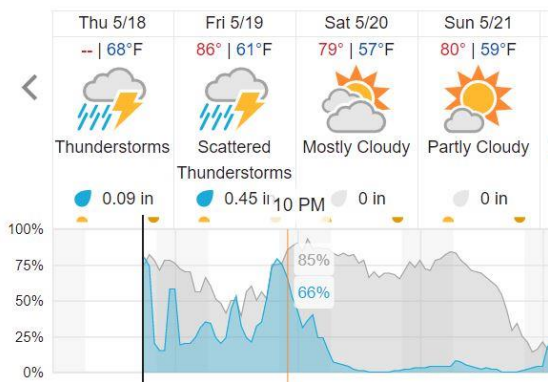 Thu 5/18 Fri 5/19 Sat 5/20 Sun 5/21
-- | 68°F 86° | 61°F 79° | 57°F 80° | 59°F
Thunderstorms Scattered Mostly Cloudy Partly Cloudy
Thunderstorms
0.09 in 0.45 in 0 in 0 in
10 PM
100%
85%
75%
66%
50%
25%
0%